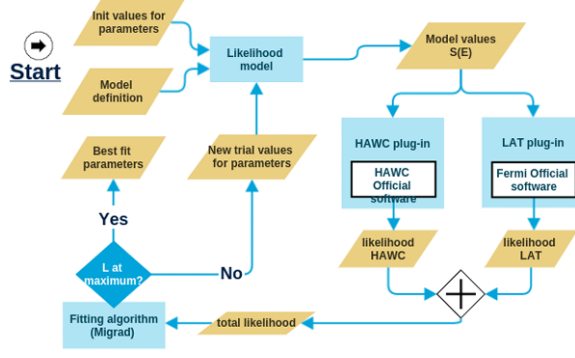 Init values for
parameters
Start
Model
definition
Likelihood
model
Model values
S(E)
HAWC plug-in
HAWC
Official
software
LAT plug-in
Fermi Official
software
Best fit
parameters
New trial values
for parameters
Yes
No
L at
maximum?
likelihood
HAWC
likelihood
LAT
Fitting algorithm
(Migrad)
total likelihood